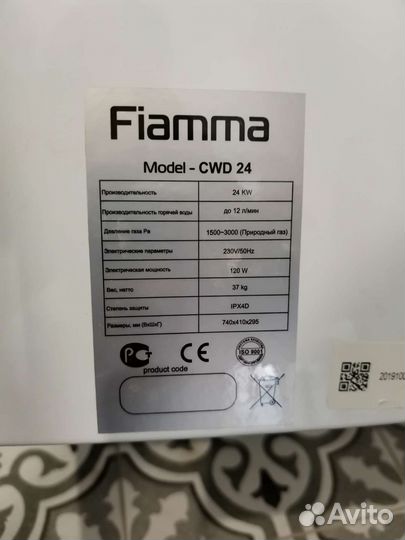 Fiamma
Model - CWD 24
Производительность 24 KW
Производительность горячей воды до 12 л/мин
Давление газа Pa 1500~3000 (Природный газ)
Электрические параметры 230V/50Hz
Электрическая мощность 120 W
Вес, нетто 37 kg
Степень защиты IPX4D
Размеры, мм (ВхШхГ) 740x410x295
РСТ CE ISO 9001
product code
2019100
Avito